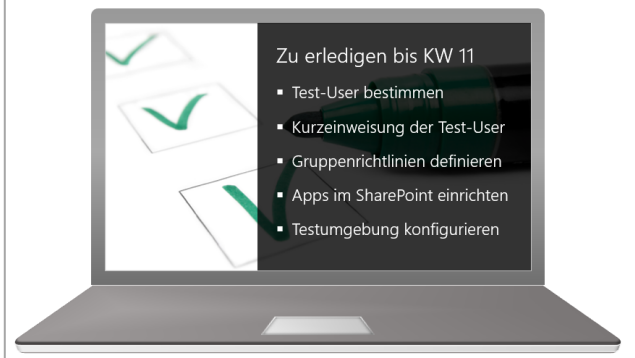 Zu erledigen bis KW 11
▪ Test-User bestimmen
▪ Kurzeinweisung der Test-User
▪ Gruppenrichtlinien definieren
▪ Apps im SharePoint einrichten
▪ Testumgebung konfigurieren